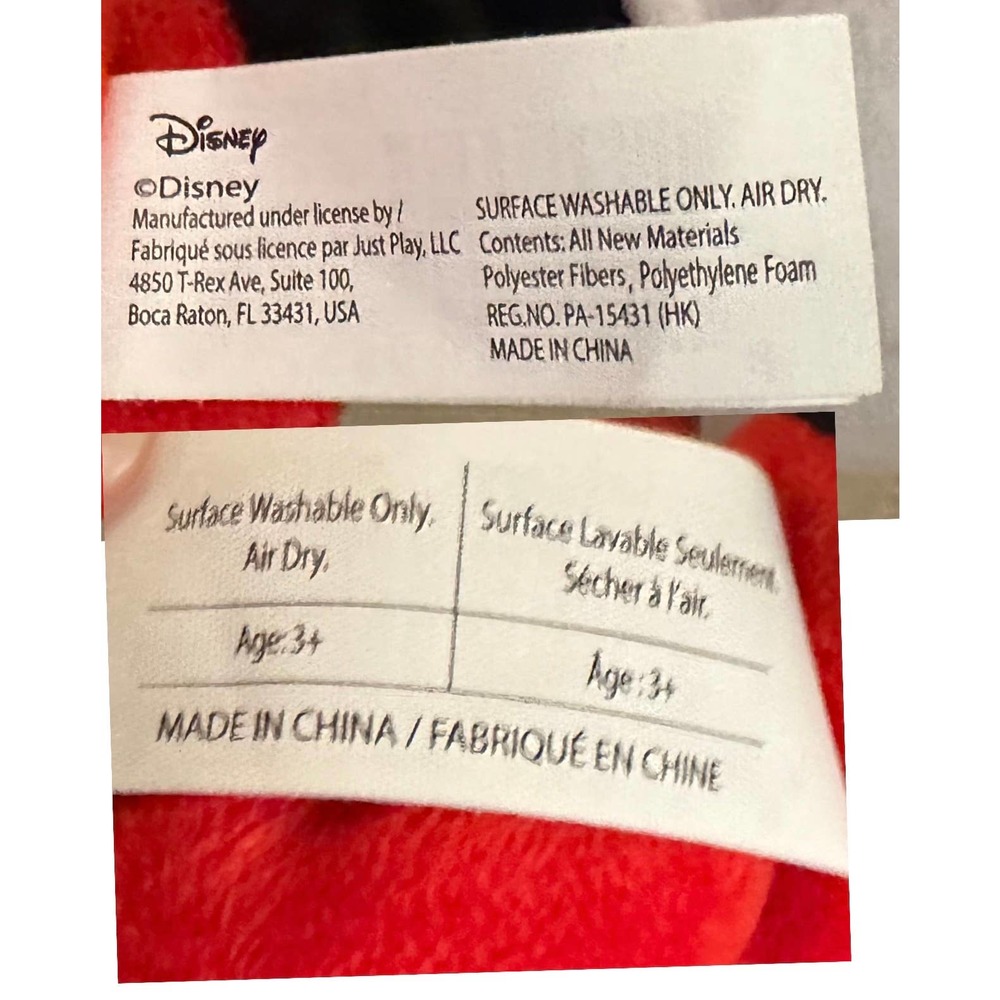 Disney
©Disney
Manufactured under license by /
Fabriqué sous licence par Just Play, LLC
4850 T-Rex Ave, Suite 100,
Boca Raton, FL 33431, USA
SURFACE WASHABLE ONLY. AIR DRY.
Contents: All New Materials
Polyester Fibers, Polyethylene Foam
REG.NO. PA-15431 (HK)
MADE IN CHINA
Surface Washable Only.
Air Dry.
Surface Lavable Seulement.
Sécher à l'air.
Age:3+
Age:3+
MADE IN CHINA / FABRIQUÉ EN CHINE